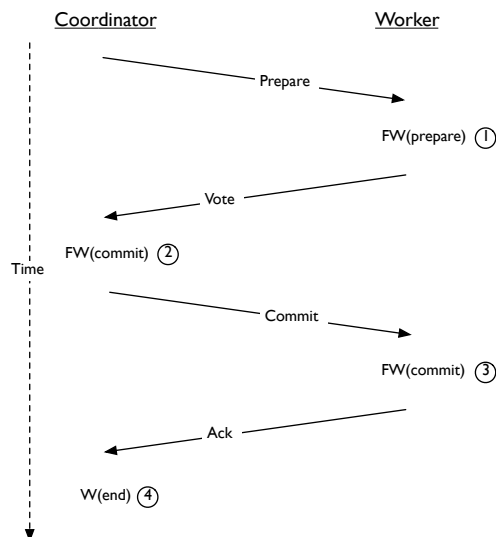 Coordinator
Worker
Prepare
FW(prepare) 1
Vote
FW(commit) 2
Time
Commit
FW(commit) 3
Ack
W(end) 4